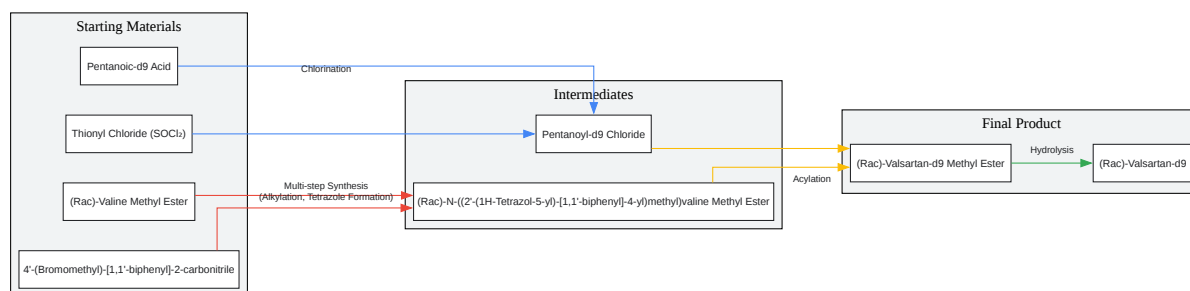 Starting Materials
Pentanoic-d9 Acid
Chlorination
Thionyl Chloride (SOCl₂)
(Rac)-Valine Methyl Ester
4'-(Bromomethyl)-[1,1'-biphenyl]-2-carbonitrile
Multi-step Synthesis
(Alkylation, Tetrazole Formation)
Intermediates
Pentanoyl-d9 Chloride
(Rac)-N-((2'-(1H-Tetrazol-5-yl)-[1,1'-biphenyl]-4-yl)methyl)valine Methyl Ester
Acylation
Final Product
(Rac)-Valsartan-d9 Methyl Ester
Hydrolysis
(Rac)-Valsartan-d9